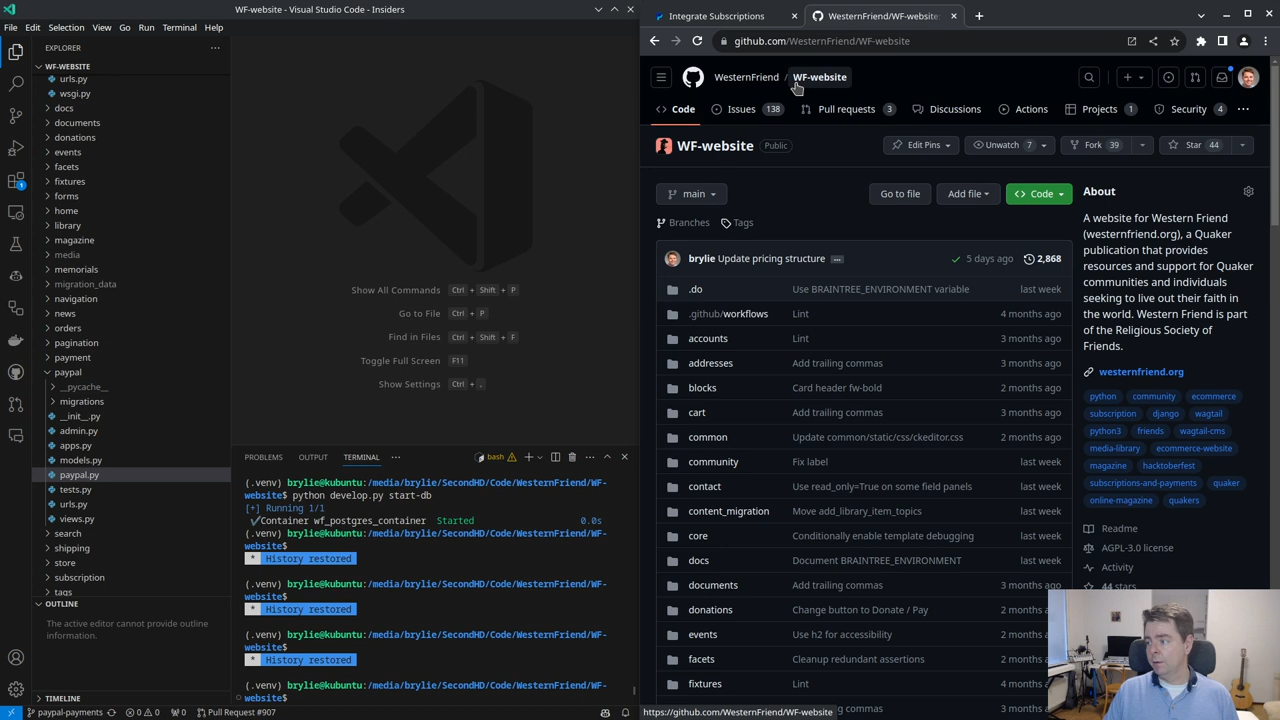 WF-website - Visual Studio Code - Insiders
File Edit Selection View Go Run Terminal Help
EXPLORER
WF-WEBSITE
urls.py
wsgi.py
docs
documents
donations
events
facets
fixtures
forms
home
library
magazine
media
memorials
migration_data
navigation
news
orders
pagination
payment
paypal
__pycache__
migrations
__init__.py
admin.py
apps.py
models.py
paypal.py
tests.py
urls.py
views.py
search
shipping
store
subscription
tags
OUTLINE
The active editor cannot provide outline
information.
TIMELINE
1
Show All Commands Ctrl + Shift + P
Go to File Ctrl + P
Find in Files Ctrl + Shift + F
Toggle Full Screen F11
Show Settings Ctrl + ,
PROBLEMS OUTPUT TERMINAL
bash
(.venv) brylie@kubuntu:/media/brylie/SecondHD/Code/WesternFriend/WF-
website$ python develop.py start-db
[+] Running 1/1
✔Container wf_postgres_container Started 0.0s
(.venv) brylie@kubuntu:/media/brylie/SecondHD/Code/WesternFriend/WF-
website$
* History restored
(.venv) brylie@kubuntu:/media/brylie/SecondHD/Code/WesternFriend/WF-
website$
* History restored
(.venv) brylie@kubuntu:/media/brylie/SecondHD/Code/WesternFriend/WF-
website$
* History restored
(.venv) brylie@kubuntu:/media/brylie/SecondHD/Code/WesternFriend/WF-
website$
paypal-payments 0 0 0 Pull Request #907
Integrate Subscriptions
WesternFriend/WF-website:
github.com/WesternFriend/WF-website
WesternFriend / WF-website
Code Issues 138 Pull requests 3 Discussions Actions Projects 1 Security 4
WF-website Public Edit Pins Unwatch 7 Fork 39 Star 44
main Go to file Add file Code
Branches Tags
brylie Update pricing structure 5 days ago 2,868
.do Use BRAINTREE_ENVIRONMENT variable last week
.github/workflows Lint 4 months ago
accounts Lint 3 months ago
addresses Add trailing commas 3 months ago
blocks Card header fw-bold 2 months ago
cart Add trailing commas 3 months ago
common Update common/static/css/ckeditor.css last week
community Fix label last week
contact Use read_only=True on some field panels last week
content_migration Move add_library_item_topics last week
core Conditionally enable template debugging last week
docs Document BRAINTREE_ENVIRONMENT last week
documents Add trailing commas 3 months ago
donations Change button to Donate / Pay 2 months ago
events Use h2 for accessibility 2 months
facets Cleanup redundant assertions 2 months
fixtures Lint 4 months
3 months
About
A website for Western Friend
(westernfriend.org), a Quaker
publication that provides
resources and support for Quaker
communities and individuals
seeking to live out their faith in
the world. Western Friend is part
of the Religious Society of
Friends.
westernfriend.org
python community ecommerce
subscription django wagtail
python3 friends wagtail-cms
media-library ecommerce-website
magazine hacktoberfest
subscriptions-and-payments quaker
online-magazine quakers
Readme
AGPL-3.0 license
Activity
44 stars
https://github.com/WesternFriend/WF-website